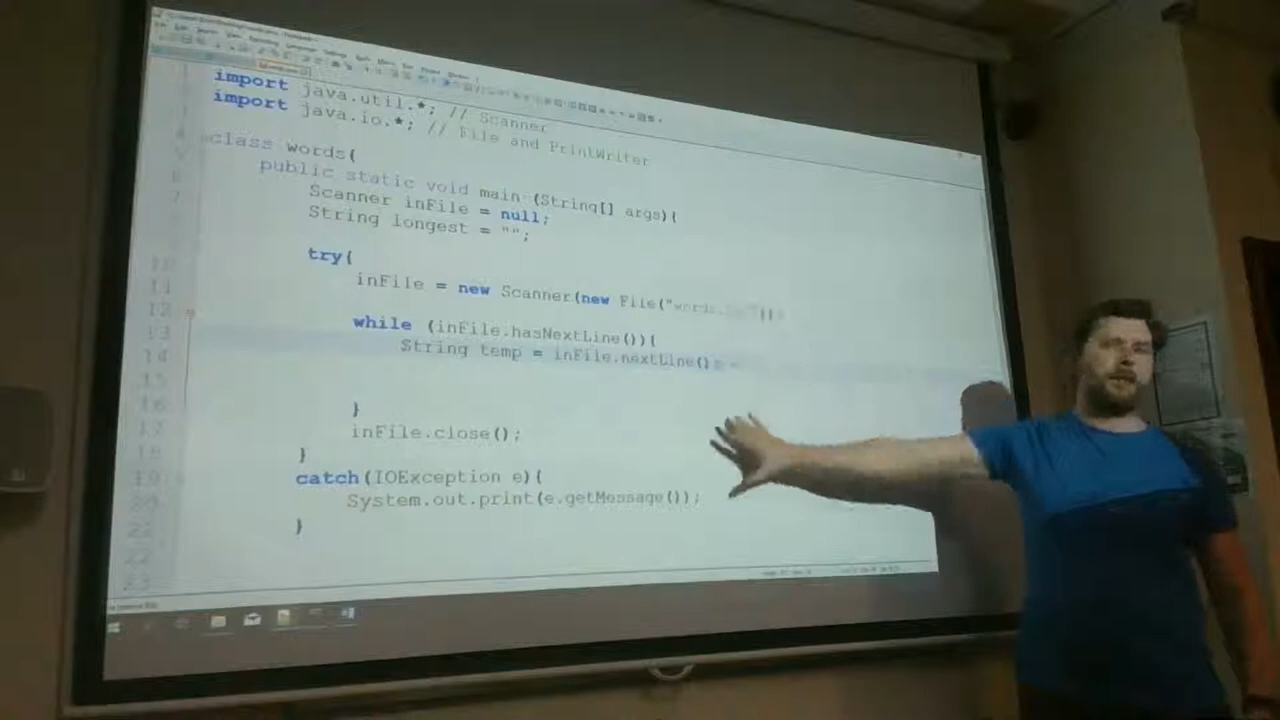 import java.util.*; // Scanner
import java.io.*; // File and PrintWriter
class words{
public static void main (String[] args){
Scanner inFile = null;
String longest = "";
try{
inFile = new Scanner(new File("words.
while (inFile.hasNextLine()){
String temp = inFile.nextLine();
}
inFile.close();
}
catch(IOException e){
System.out.print(e.getMessage());
}